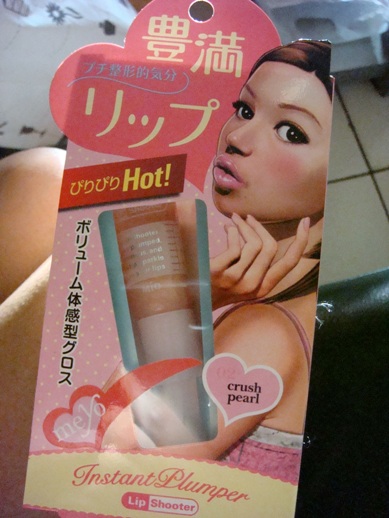 豊満
プチ整形的気分
リップ
ぴりぴりHot!
ボリューム体感型グロス
02
crush
pearl
me16
Instant Plumper
Lip Shooter